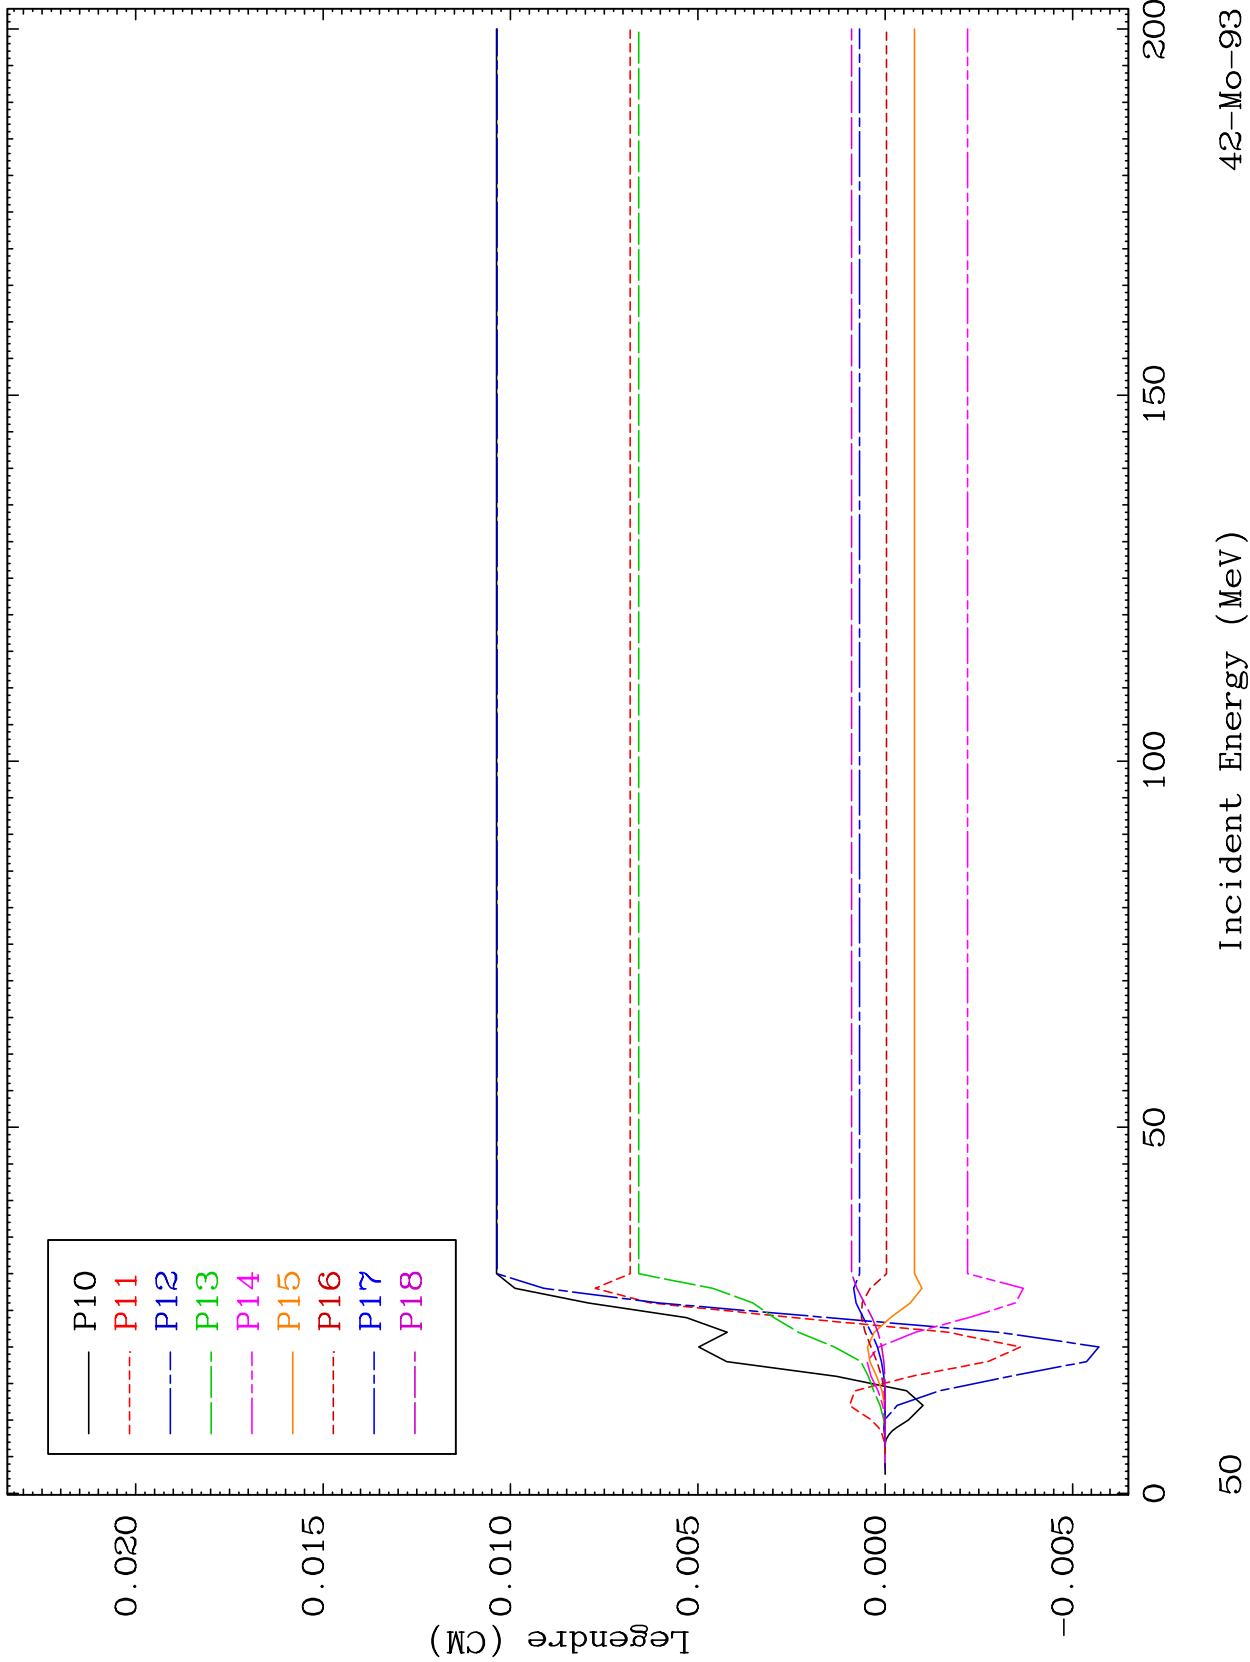 P10
P11
P12
P13
P14
P15
P16
P17
P18
Legendre (CM)
0.020
0.015
0.010
0.005
0.000
-0.005
0
50
100
150
200
50
Incident Energy (MeV)
42-Mo-93